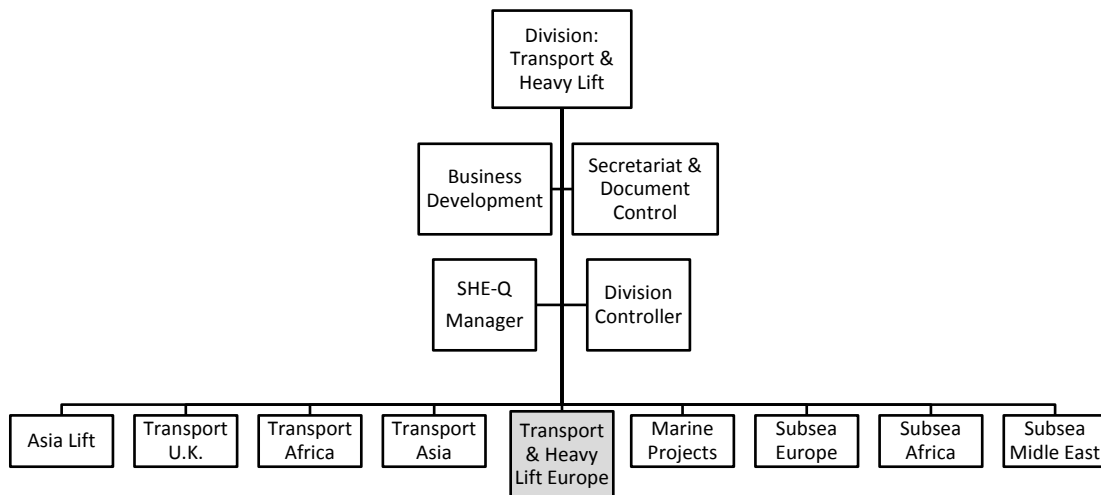 Division:
Transport &
Heavy Lift
Business
Development
Secretariat &
Document
Control
SHE-Q
Manager
Division
Controller
Asia Lift
Transport
U.K.
Transport
Africa
Transport
Asia
Transport
& Heavy
Lift Europe
Marine
Projects
Subsea
Europe
Subsea
Africa
Subsea
Midle East